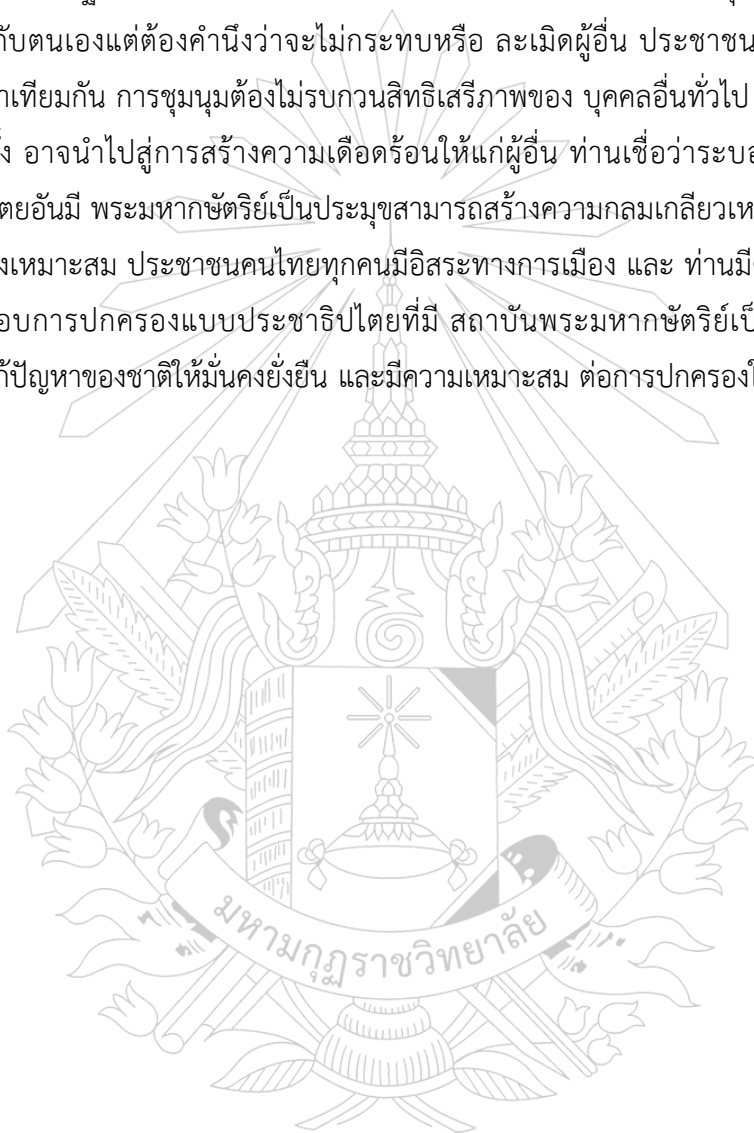 กับตนเองแต่ต้องคำนึงว่าจะไม่กระทบหรือ ละเมิดผู้อื่น ประชาชน
าเทียมกัน การชุมนุมต้องไม่รบกวนสิทธิเสรีภาพของ บุคคลอื่นทั่วไป
ั้ง อาจนำไปสู่การสร้างความเดือดร้อนให้แก่ผู้อื่น ท่านเชื่อว่าระบอ
ตยอันมี พระมหากษัตริย์เป็นประมุขสามารถสร้างความกลมเกลียวเห
งเหมาะสม ประชาชนคนไทยทุกคนมีอิสระทางการเมือง และ ท่านมี
อบการปกครองแบบประชาธิปไตยที่มี สถาบันพระมหากษัตริย์เป็
ก้ปัญหาของชาติให้มั่นคงยั่งยืน และมีความเหมาะสม ต่อการปกครองใ
มหามกุฏราชวิทยาลัย